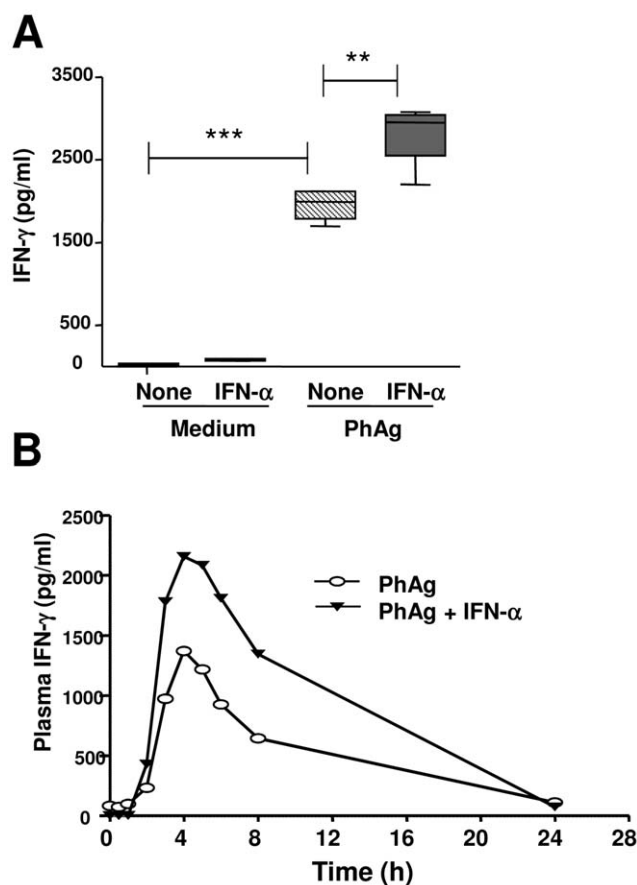 A
3500
**
***
2500
IFN-γ (pg/ml)
1500
500
0
None IFN-α None IFN-α
Medium PhAg
B
2500
2000
PhAg
PhAg + IFN-α
1500
Plasma IFN-γ (pg/ml)
1000
500
0
0 4 8 12 16 20 24 28
Time (h)